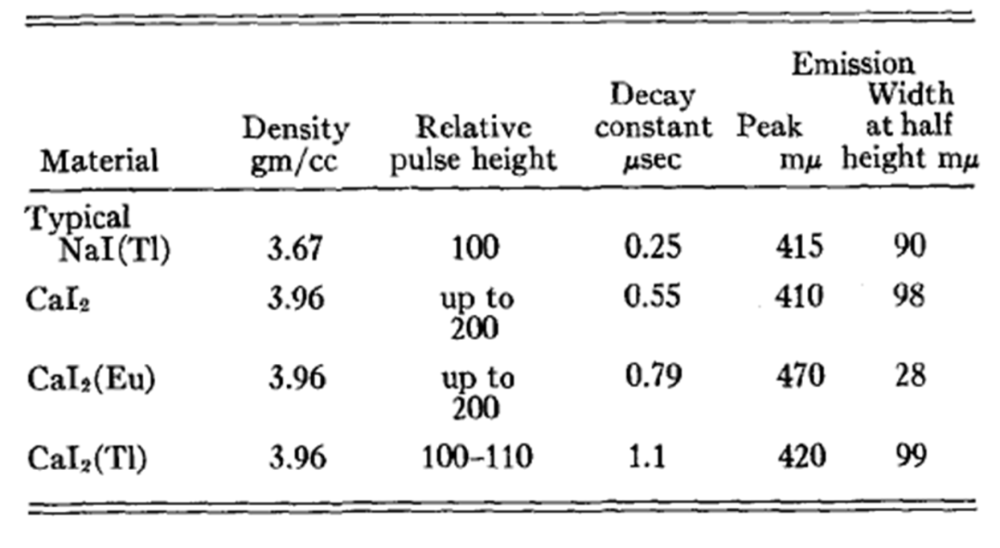 Emission
Decay Width
Density Relative constant Peak at half
Material gm/cc pulse height μsec mμ height mμ
Typical
NaI(Tl) 3.67 100 0.25 415 90
CaI₂ 3.96 up to 0.55 410 98
200
CaI₂(Eu) 3.96 up to 0.79 470 28
200
CaI₂(Tl) 3.96 100–110 1.1 420 99